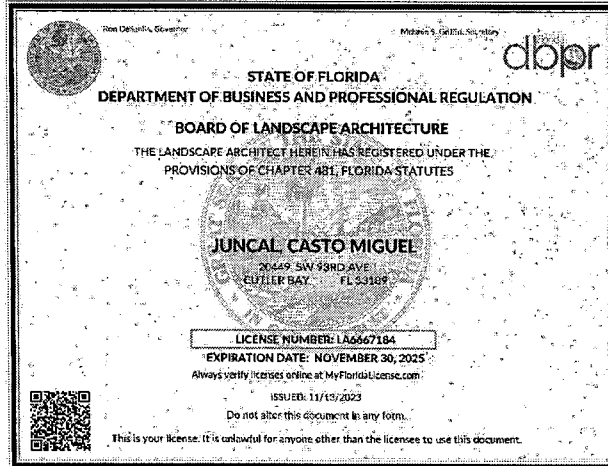 Ron DeSantis, Governor
Melanie S. Griffin, Secretary
dbpr
STATE OF FLORIDA
DEPARTMENT OF BUSINESS AND PROFESSIONAL REGULATION
BOARD OF LANDSCAPE ARCHITECTURE
THE LANDSCAPE ARCHITECT HEREIN HAS REGISTERED UNDER THE
PROVISIONS OF CHAPTER 481, FLORIDA STATUTES
JUNCAL, CASTO MIGUEL
20449 SW 93RD AVE
CUTLER BAY FL 33189
LICENSE NUMBER: LA6667184
EXPIRATION DATE: NOVEMBER 30, 2025
Always verify licenses online at MyFloridaLicense.com
ISSUED: 11/13/2023
Do not alter this document in any form.
This is your license. It is unlawful for anyone other than the licensee to use this document.